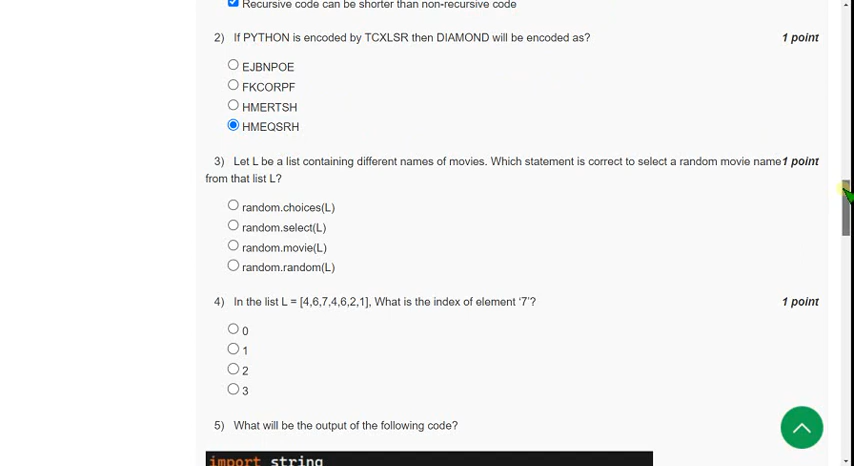 Recursive code can be shorter than non-recursive code
2) If PYTHON is encoded by TCXLSR then DIAMOND will be encoded as? 1 point
EJBNPOE
FKCORPF
HMERTSH
HMEQSRH
3) Let L be a list containing different names of movies. Which statement is correct to select a random movie name 1 point
from that list L?
random.choices(L)
random.select(L)
random.movie(L)
random.random(L)
4) In the list L = [4,6,7,4,6,2,1], What is the index of element ‘7’? 1 point
0
1
2
3
5) What will be the output of the following code?
import string